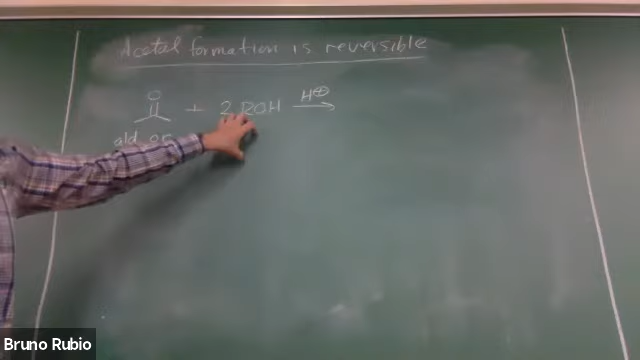 Acetal formation is reversible
O + 2 ROH H⊕ →
ald or
Bruno Rubio